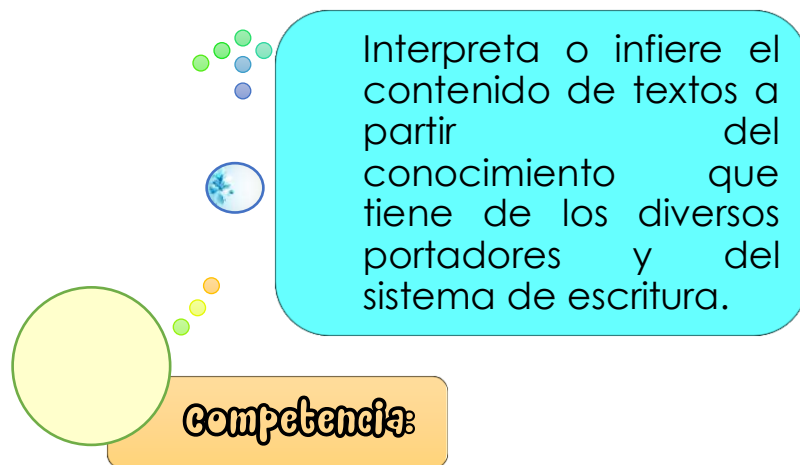 Interpreta o infiere el
contenido de textos a
partir del
conocimiento que
tiene de los diversos
portadores y del
sistema de escritura.
Competencia: